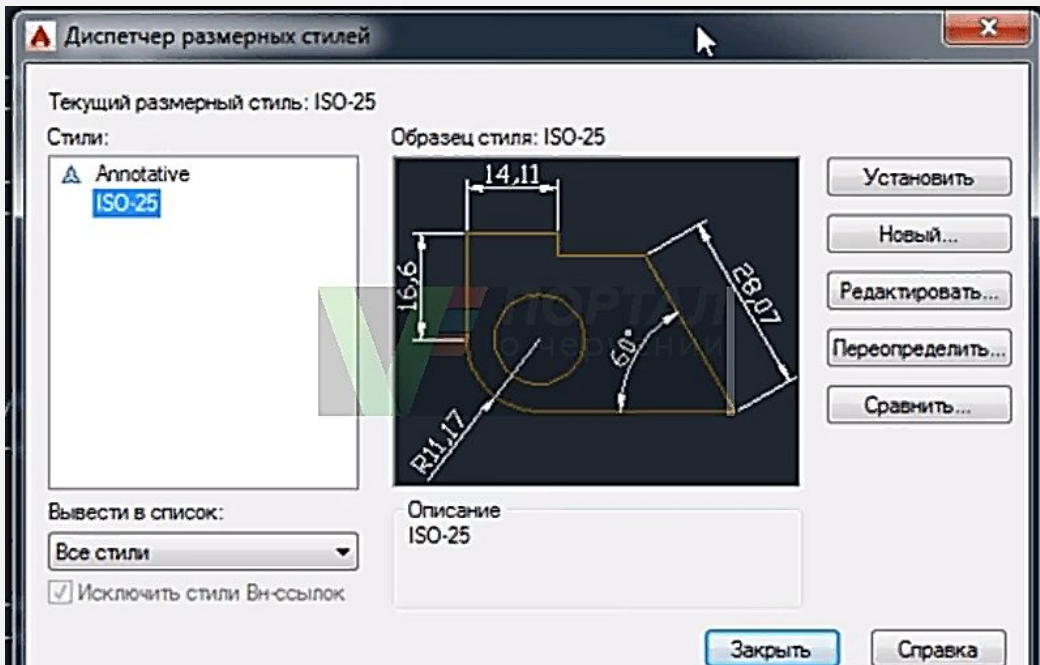 Диспетчер размерных стилей
Текущий размерный стиль: ISO-25
Стили:
Annotative
ISO-25
Образец стиля: ISO-25
14,11
16,6
28,07
60°
R11,17
ПОРТАЛ
о черчении
Установить
Новый...
Редактировать...
Переопределить...
Сравнить...
Вывести в список:
Все стили
Исключить стили Вн-ссылок
Описание
ISO-25
Закрыть
Справка